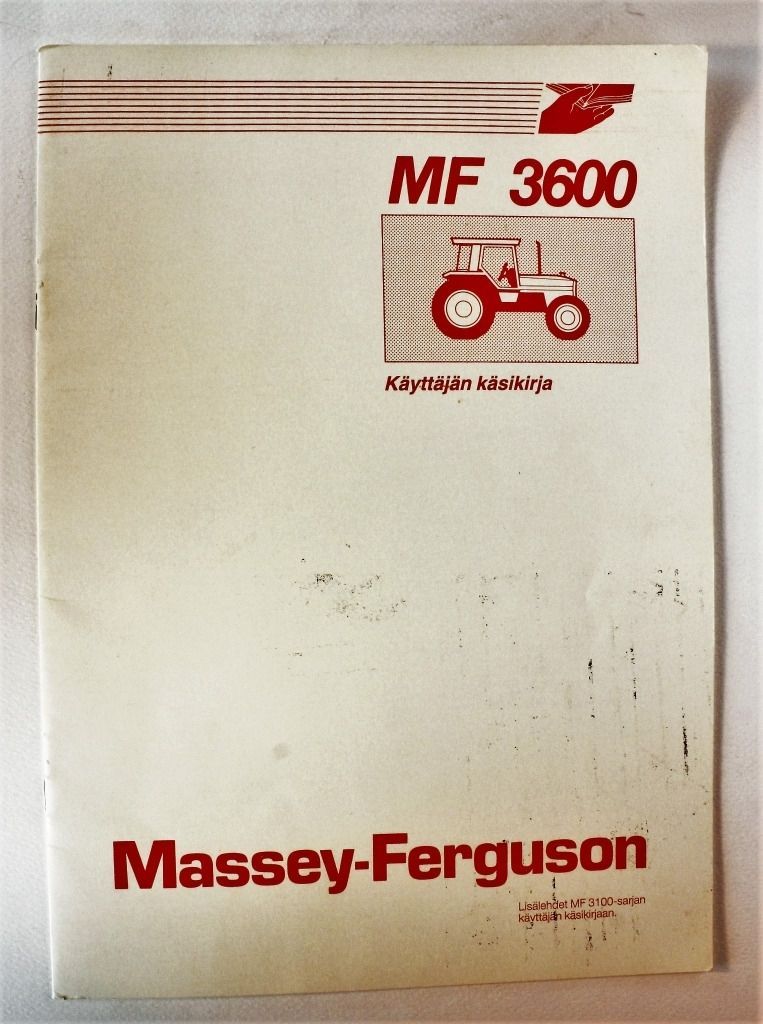 MF 3600
Käyttäjän käsikirja
Massey-Ferguson
Lisälehdet MF 3100-sarjan
käyttäjän käsikirjaan.